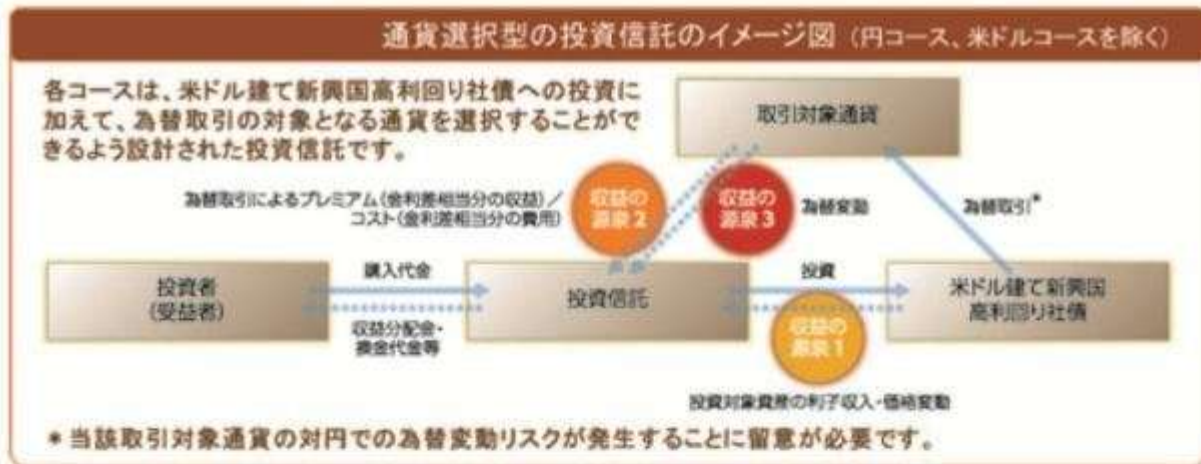 通貨選択型の投資信託のイメージ図（円コース、米ドルコースを除く）
各コースは、米ドル建て新興国高利回り社債への投資に
加えて、為替取引の対象となる通貨を選択することがで
きるよう設計された投資信託です。
取引対象通貨
為替取引によるプレミアム(金利差相当分の収益)／
コスト(金利差相当分の費用)
収益の
源泉2
収益の
源泉3
為替変動
為替取引*
投資者
(受益者)
購入代金
収益分配金・
換金代金等
投資信託
投資
収益の
源泉1
米ドル建て新興国
高利回り社債
投資対象資産の利子収入・価格変動
* 当該取引対象通貨の対円での為替変動リスクが発生することに留意が必要です。